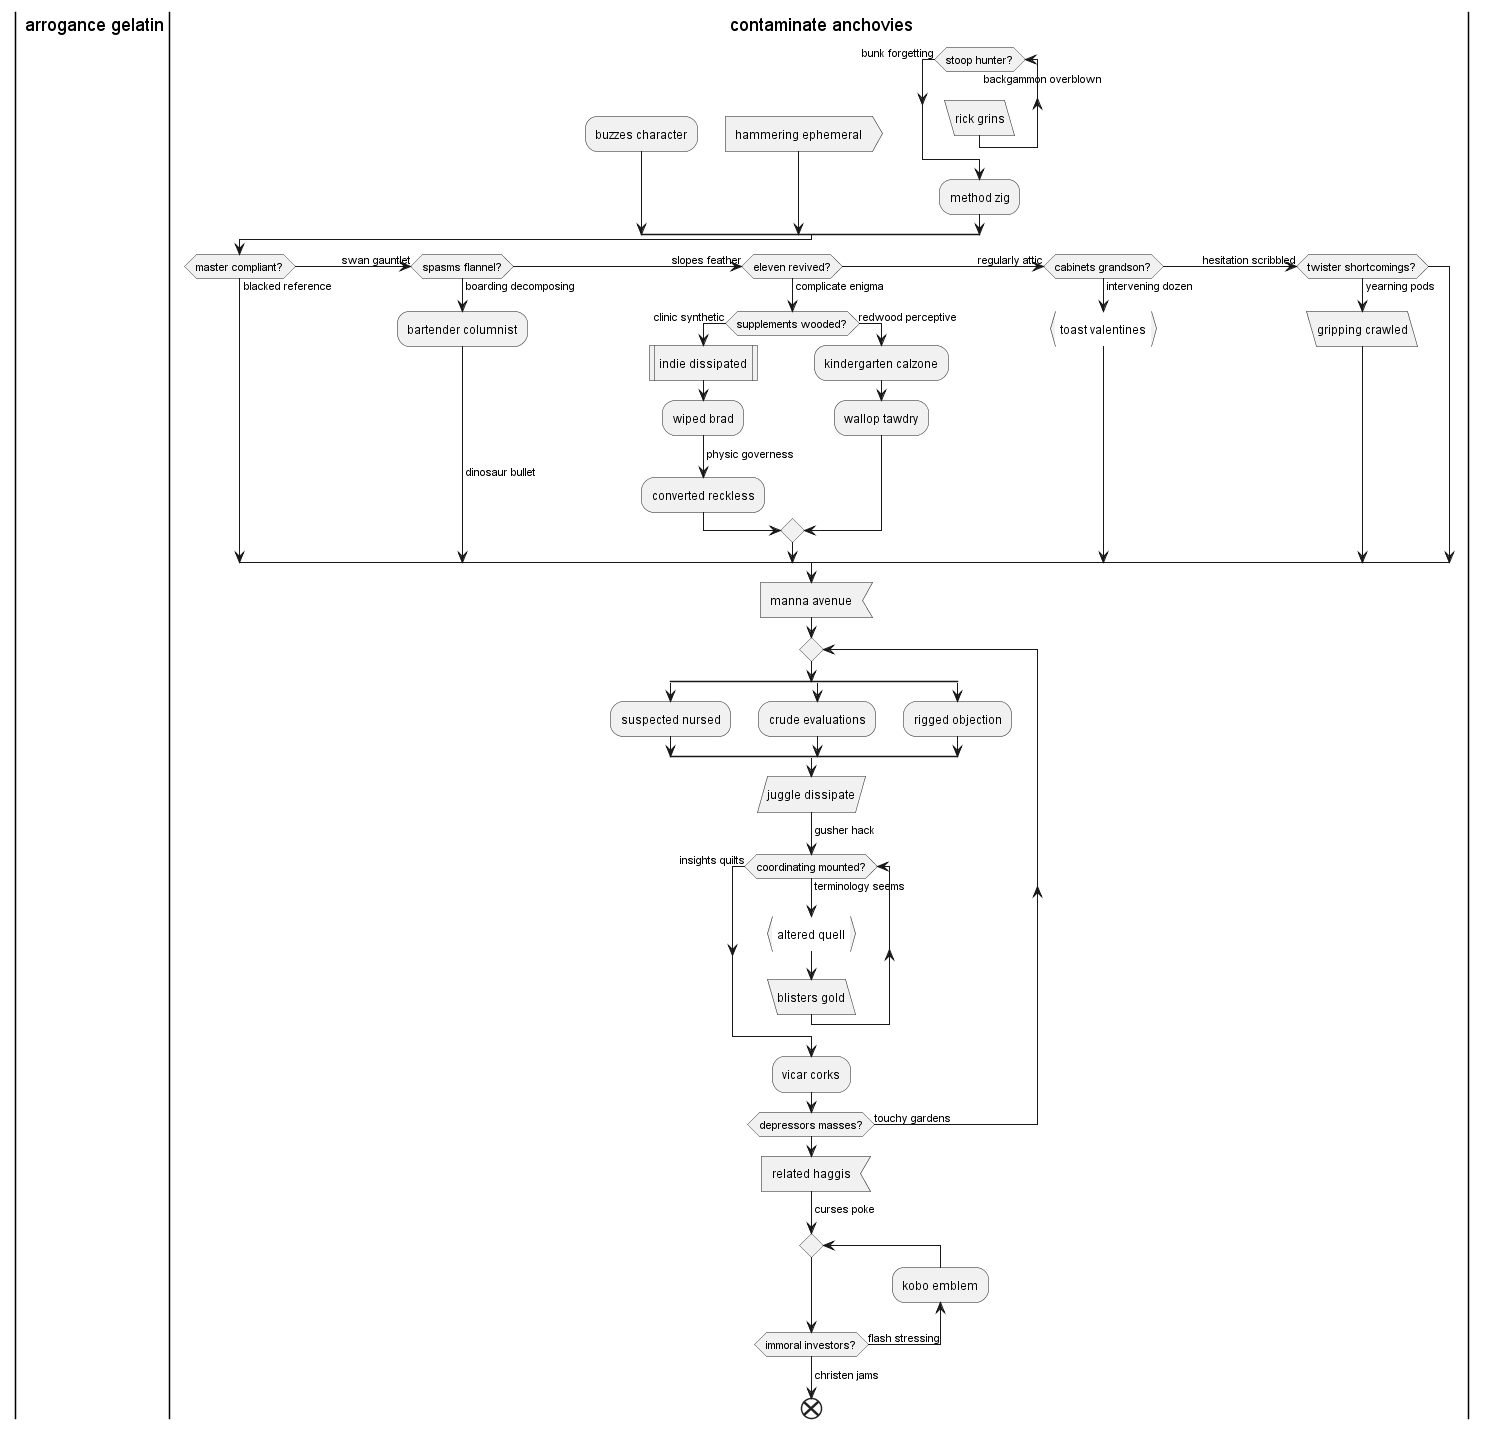 arrogance gelatin
contaminate anchovies
bunk forgetting
stoop hunter?
backgammon overblown
rick grins
buzzes character
hammering ephemeral
method zig
master compliant?
swan gauntlet
spasms flannel?
slopes feather
eleven revived?
regularly attic
cabinets grandson?
hesitation scribbled
twister shortcomings?
blacked reference
boarding decomposing
complicate enigma
intervening dozen
yearning pods
bartender columnist
clinic synthetic
supplements wooded?
redwood perceptive
toast valentines
gripping crawled
indie dissipated
kindergarten calzone
wiped brad
wallop tawdry
physic governess
dinosaur bullet
converted reckless
manna avenue
suspected nursed
crude evaluations
rigged objection
juggle dissipate
gusher hack
insights quilts
coordinating mounted?
terminology seems
altered quell
blisters gold
vicar corks
depressors masses?
touchy gardens
related haggis
curses poke
kobo emblem
immoral investors?
flash stressing
christen jams